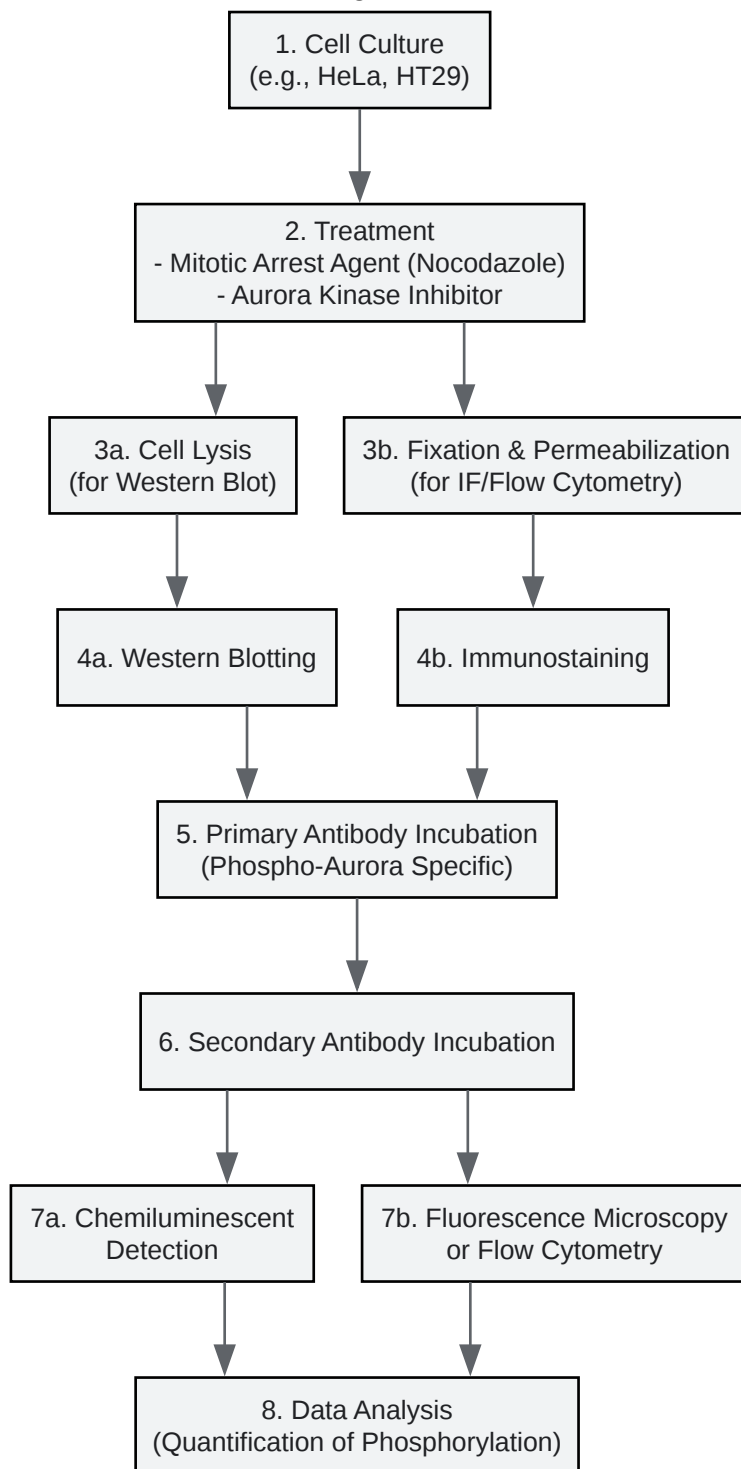 1. Cell Culture
(e.g., HeLa, HT29)
2. Treatment
- Mitotic Arrest Agent (Nocodazole)
- Aurora Kinase Inhibitor
3a. Cell Lysis
(for Western Blot)
3b. Fixation & Permeabilization
(for IF/Flow Cytometry)
4a. Western Blotting
4b. Immunostaining
5. Primary Antibody Incubation
(Phospho-Aurora Specific)
6. Secondary Antibody Incubation
7a. Chemiluminescent
Detection
7b. Fluorescence Microscopy
or Flow Cytometry
8. Data Analysis
(Quantification of Phosphorylation)